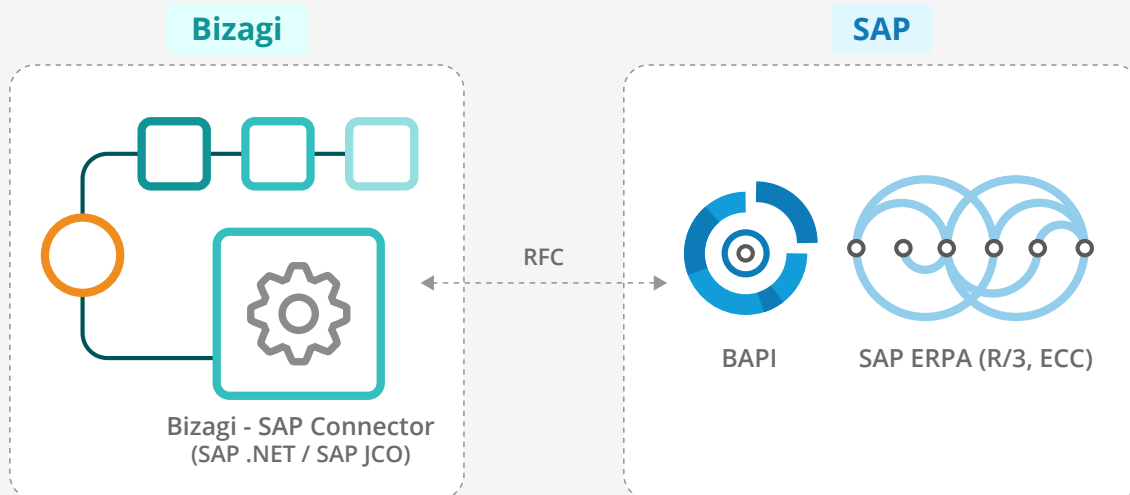 Bizagi
SAP
RFC
BAPI
SAP ERPA (R/3, ECC)
Bizagi - SAP Connector
(SAP .NET / SAP JCO)